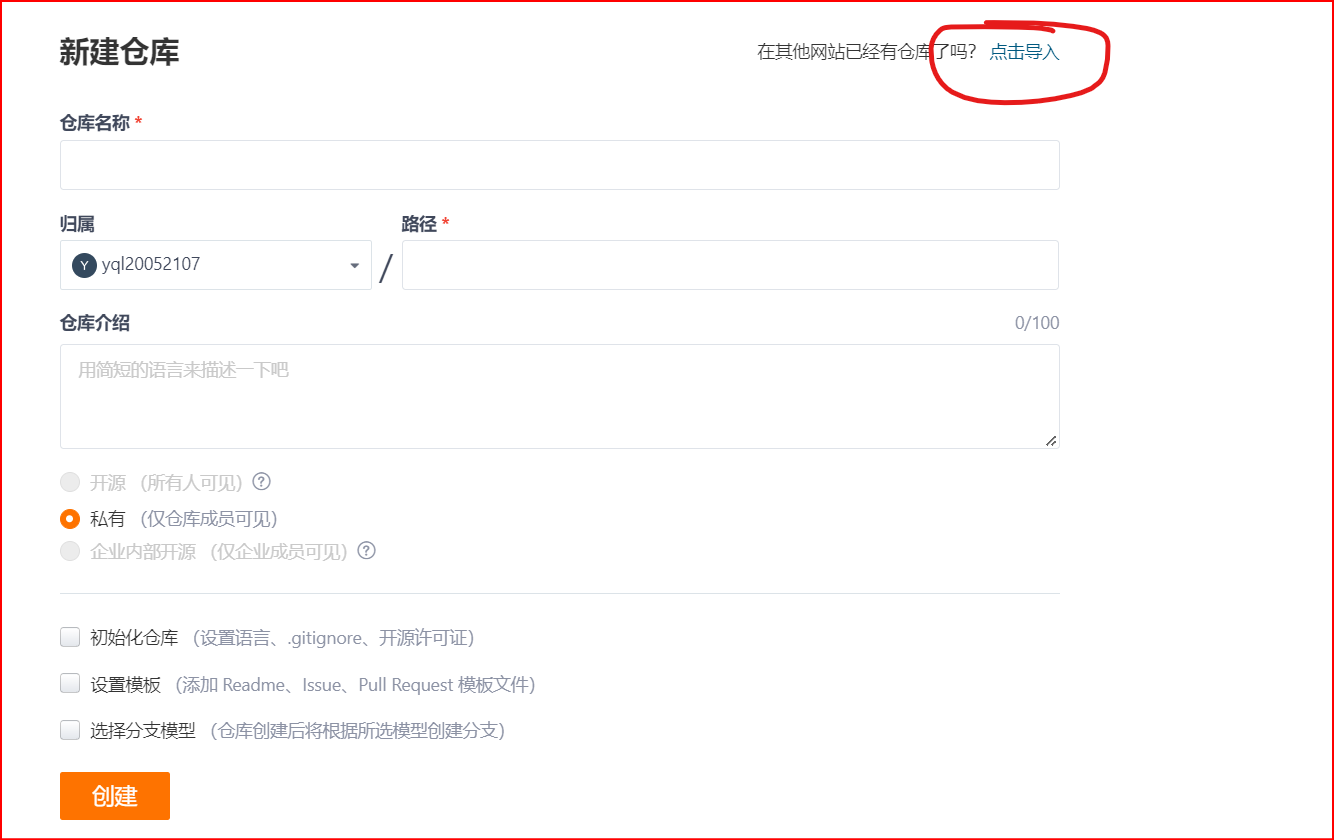 新建仓库
在其他网站已经有仓库了吗? 点击导入
仓库名称 *
归属
路径 *
Y yql20052107
/
仓库介绍
0/100
用简短的语言来描述一下吧
开源 (所有人可见) ?
私有 (仅仓库成员可见)
企业内部开源 (仅企业成员可见) ?
初始化仓库 (设置语言、.gitignore、开源许可证)
设置模板 (添加 Readme、Issue、Pull Request 模板文件)
选择分支模型 (仓库创建后将根据所选模型创建分支)
创建